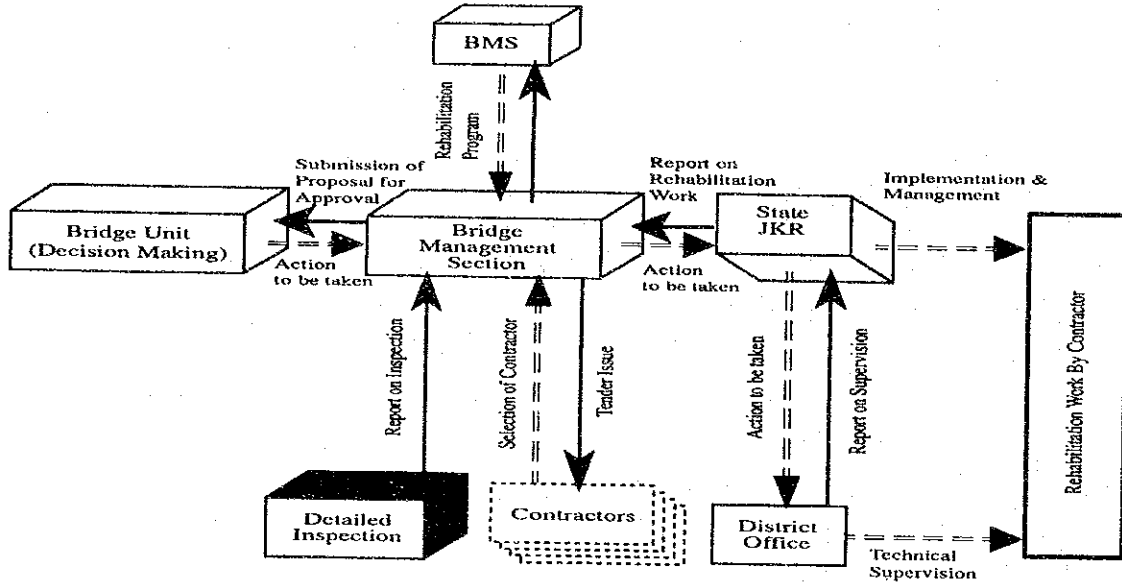 BMS
Rehabilitation
Program
Submission of
Proposal for
Approval
Report on
Rehabilitation
Work
Implementation &
Management
Bridge Unit
(Decision Making)
Action
to be taken
Bridge
Management
Section
Action
to be taken
State
JKR
Report on Inspection
Selection of Contractor
Tender Issue
Action to be taken
Report on Supervision
Rehabilitation Work By Contractor
Detailed
Inspection
Contractors
District
Office
Technical
Supervision